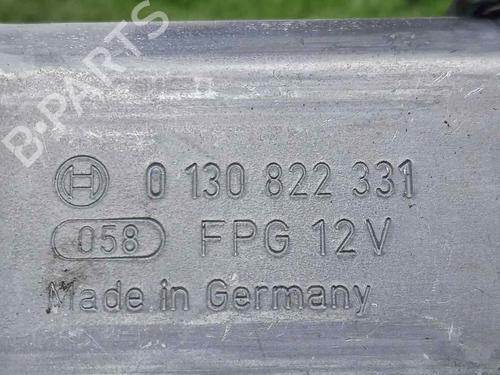 B-PARTS
0 130 822 331
058 FPG 12V
Made in Germany